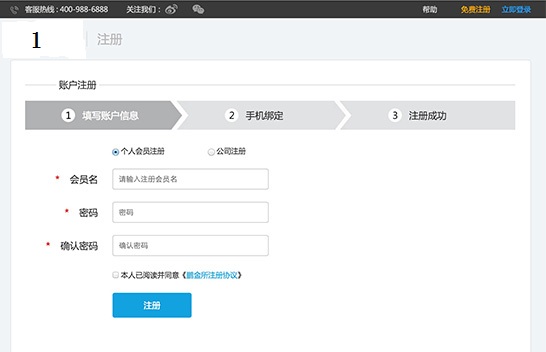 客服热线 : 400-988-6888 关注我们 : 帮助 免费注册 立即登录
1 注册
账户注册
1 填写账户信息 2 手机绑定 3 注册成功
个人会员注册 公司注册
* 会员名 请输入注册会员名
* 密码 密码
* 确认密码 确认密码
本人已阅读并同意《鹏金所注册协议》
注册